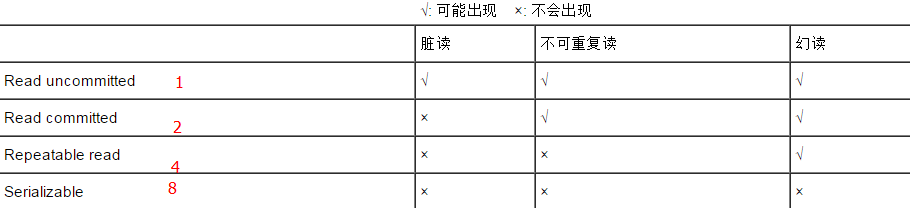 √: 可能出现 ×: 不会出现
脏读 不可重复读 幻读
Read uncommitted 1 √ √ √
Read committed 2 × √ √
Repeatable read 4 × × √
Serializable 8 × × ×